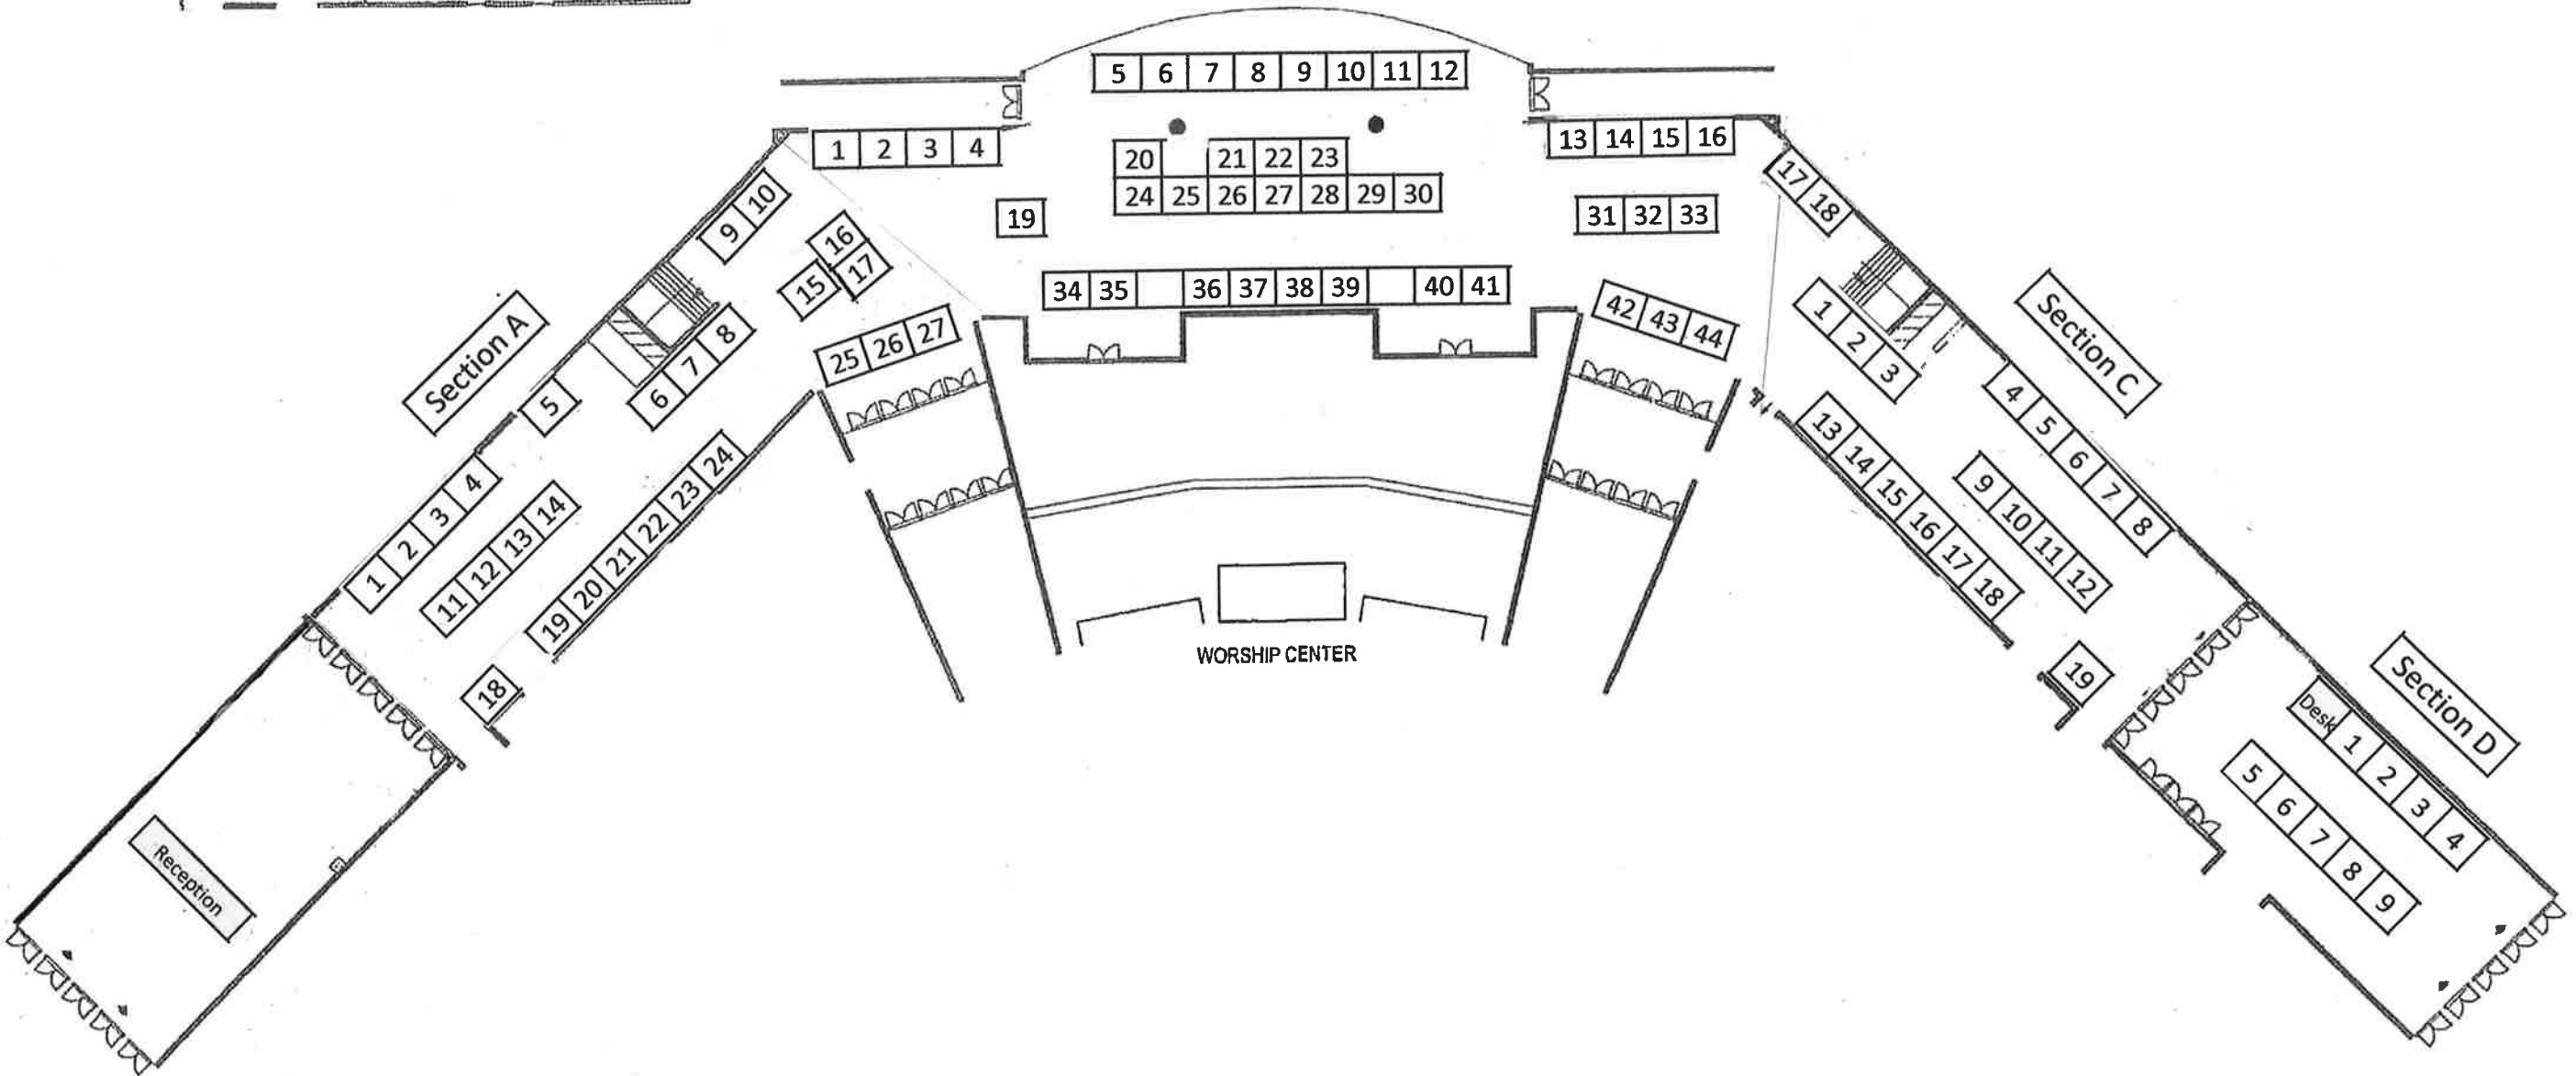 5 6 7 8 9 10 11 12
1 2 3 4
13 14 15 16
20 21 22 23
24 25 26 27 28 29 30
19
31 32 33
34 35 36 37 38 39 40 41
42 43 44
17 18
Section A
9 10
16
15 17
25 26 27
6 7 8
5
1 2 3 4
11 12 13 14
19 20 21 22 23 24
18
Reception
WORSHIP CENTER
Section C
1 2 3
4 5 6 7 8
9 10 11 12
13 14 15 16 17 18
19
Section D
Desk 1 2 3 4
5 6 7 8 9